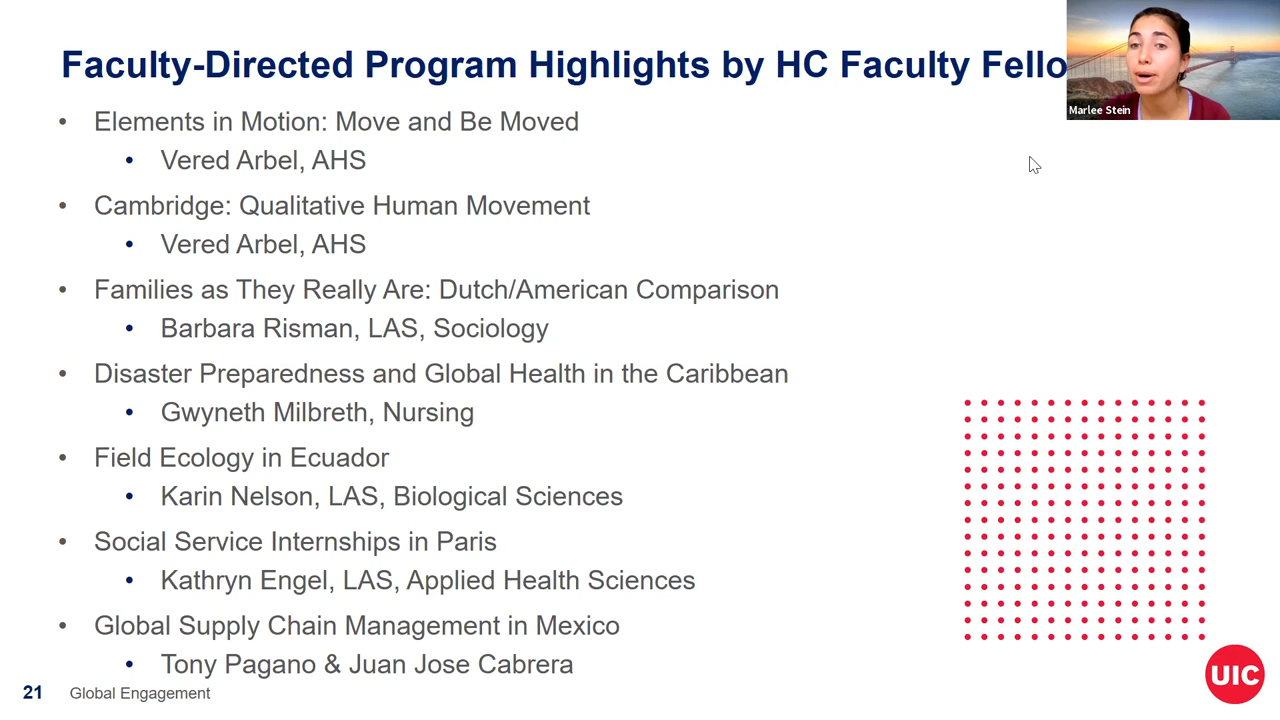 Faculty-Directed Program Highlights by HC Faculty Fello
Marlee Stein
• Elements in Motion: Move and Be Moved
• Vered Arbel, AHS
• Cambridge: Qualitative Human Movement
• Vered Arbel, AHS
• Families as They Really Are: Dutch/American Comparison
• Barbara Risman, LAS, Sociology
• Disaster Preparedness and Global Health in the Caribbean
• Gwyneth Milbreth, Nursing
• Field Ecology in Ecuador
• Karin Nelson, LAS, Biological Sciences
• Social Service Internships in Paris
• Kathryn Engel, LAS, Applied Health Sciences
• Global Supply Chain Management in Mexico
• Tony Pagano & Juan Jose Cabrera
21 Global Engagement
UIC